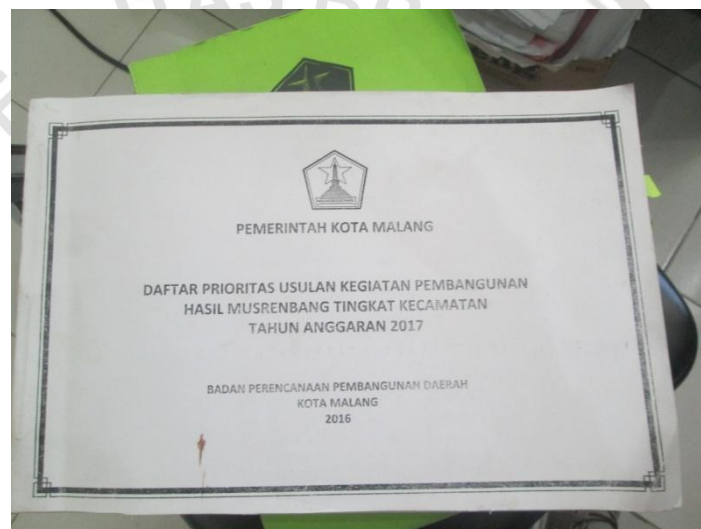 PEMERINTAH KOTA MALANG
DAFTAR PRIORITAS USULAN KEGIATAN PEMBANGUNAN
HASIL MUSRENBANG TINGKAT KECAMATAN
TAHUN ANGGARAN 2017
BADAN PERENCANAAN PEMBANGUNAN DAERAH
KOTA MALANG
2016